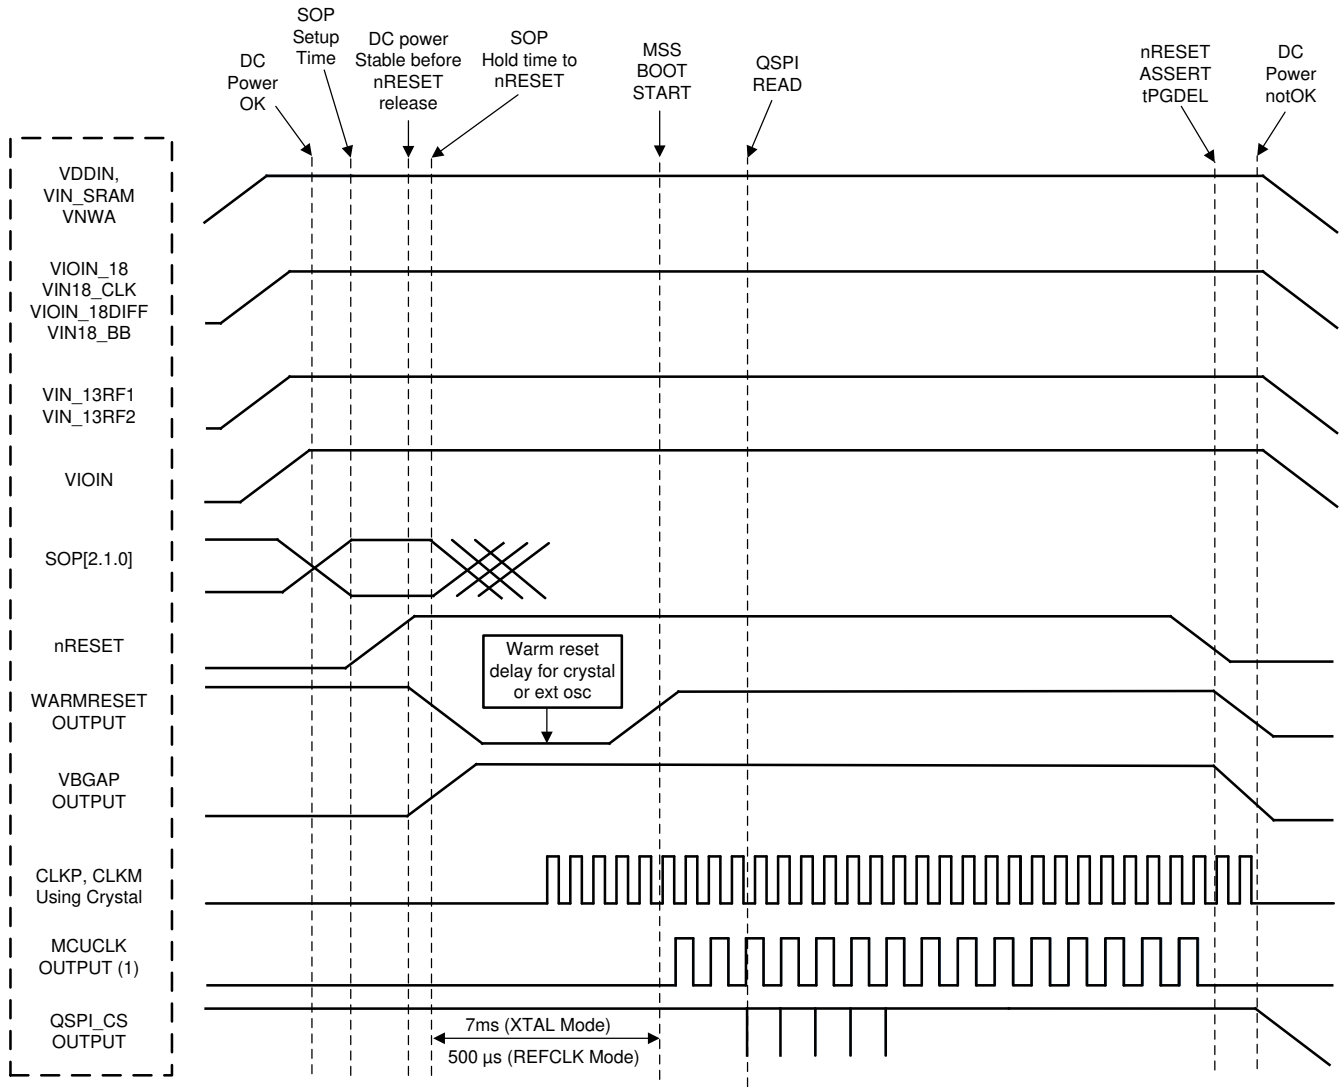 SOP
Setup
Time
DC
Power
OK
DC power
Stable before
nRESET
release
SOP
Hold time to
nRESET
MSS
BOOT
START
QSPI
READ
nRESET
ASSERT
tPGDEL
DC
Power
notOK
VDDIN,
VIN_SRAM
VNWA
VIOIN_18
VIN18_CLK
VIOIN_18DIFF
VIN18_BB
VIN_13RF1
VIN_13RF2
VIOIN
SOP[2.1.0]
nRESET
Warm reset
delay for crystal
or ext osc
WARMRESET
OUTPUT
VBGAP
OUTPUT
CLKP, CLKM
Using Crystal
MCUCLK
OUTPUT (1)
QSPI_CS
OUTPUT
7ms (XTAL Mode)
500 µs (REFCLK Mode)